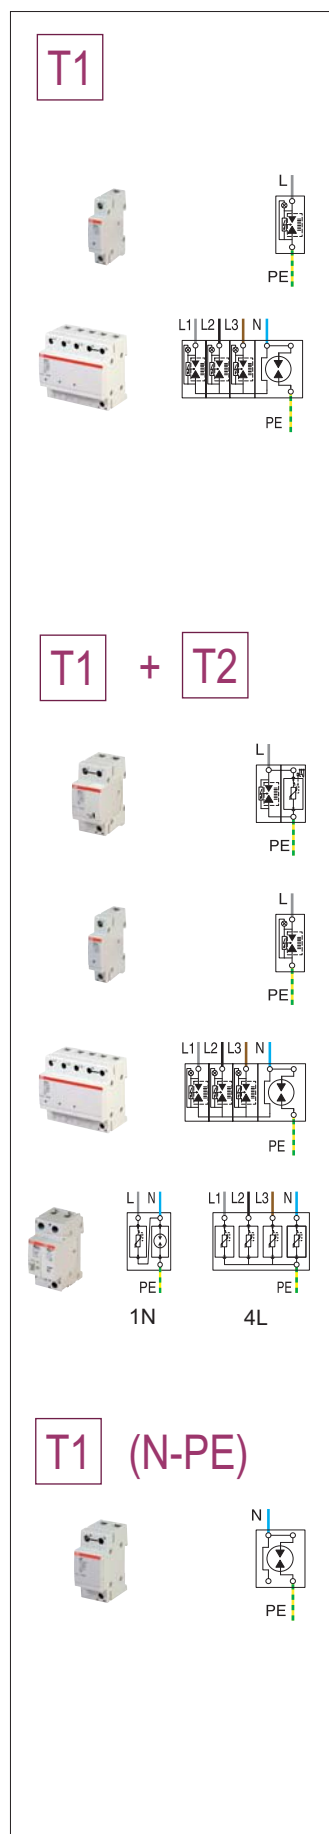 T1
L
PE
L1 L2 L3 N
PE
T1 + T2
L
PE
L
PE
L1 L2 L3 N
PE
L N L1 L2 L3 N
PE PE
1N 4L
T1 (N-PE)
N
PE